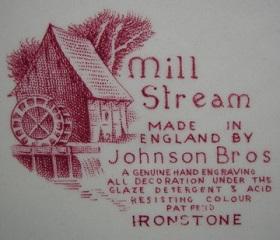 Mill
Stream
MADE IN
ENGLAND BY
Johnson Bros
A GENUINE HAND ENGRAVING
ALL DECORATION UNDER THE
GLAZE DETERGENT & ACID
RESISTING COLOUR
PAT PEND
IRONSTONE